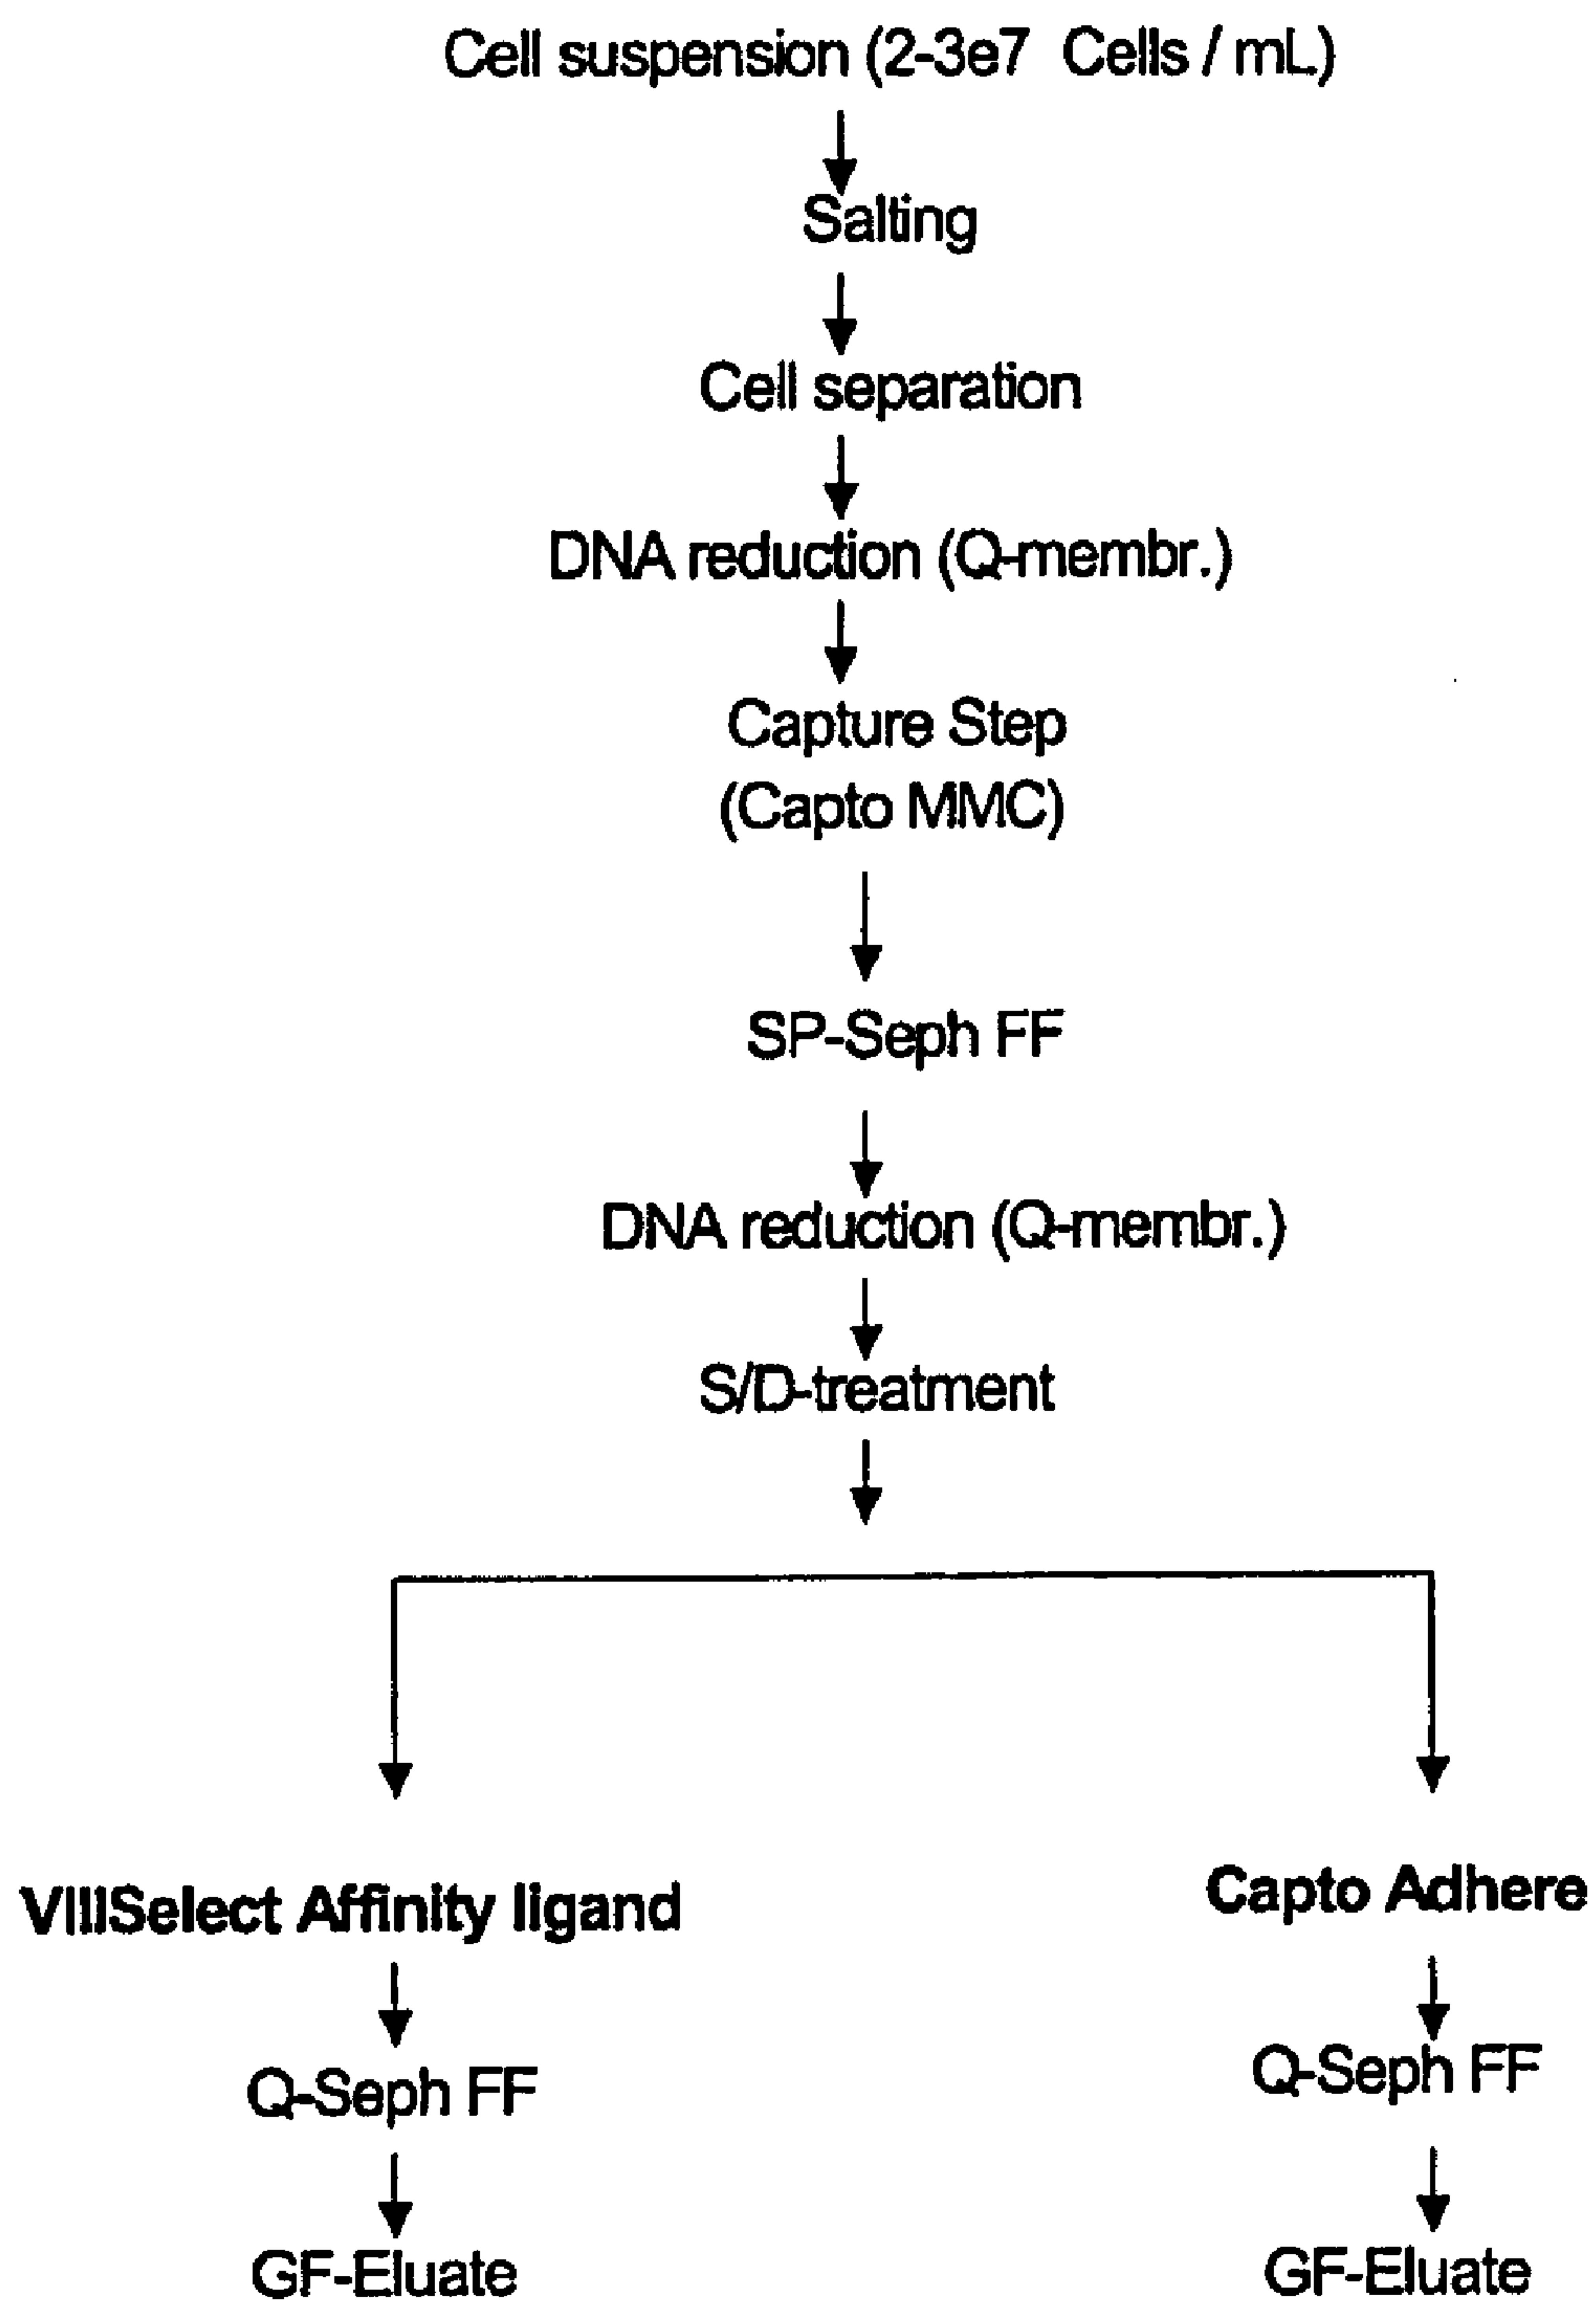 Cell suspension (2-3e7 Cells / mL)
Salting
Cell separation
DNA reduction (Q-membr.)
Capture Step
(Capto MMC)
SP-Seph FF
DNA reduction (Q-membr.)
S/D-treatment
VIIISelect Affinity ligand
Capto Adhere
Q-Seph FF
Q-Seph FF
GF-Eluate
GF-Eluate